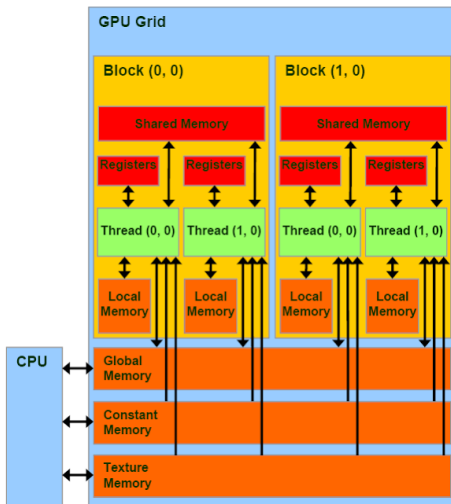 GPU Grid
Block (0, 0)
Block (1, 0)
Shared Memory
Shared Memory
Registers
Registers
Registers
Registers
Thread (0, 0)
Thread (1, 0)
Thread (0, 0)
Thread (1, 0)
Local
Memory
Local
Memory
Local
Memory
Local
Memory
CPU
Global
Memory
Constant
Memory
Texture
Memory